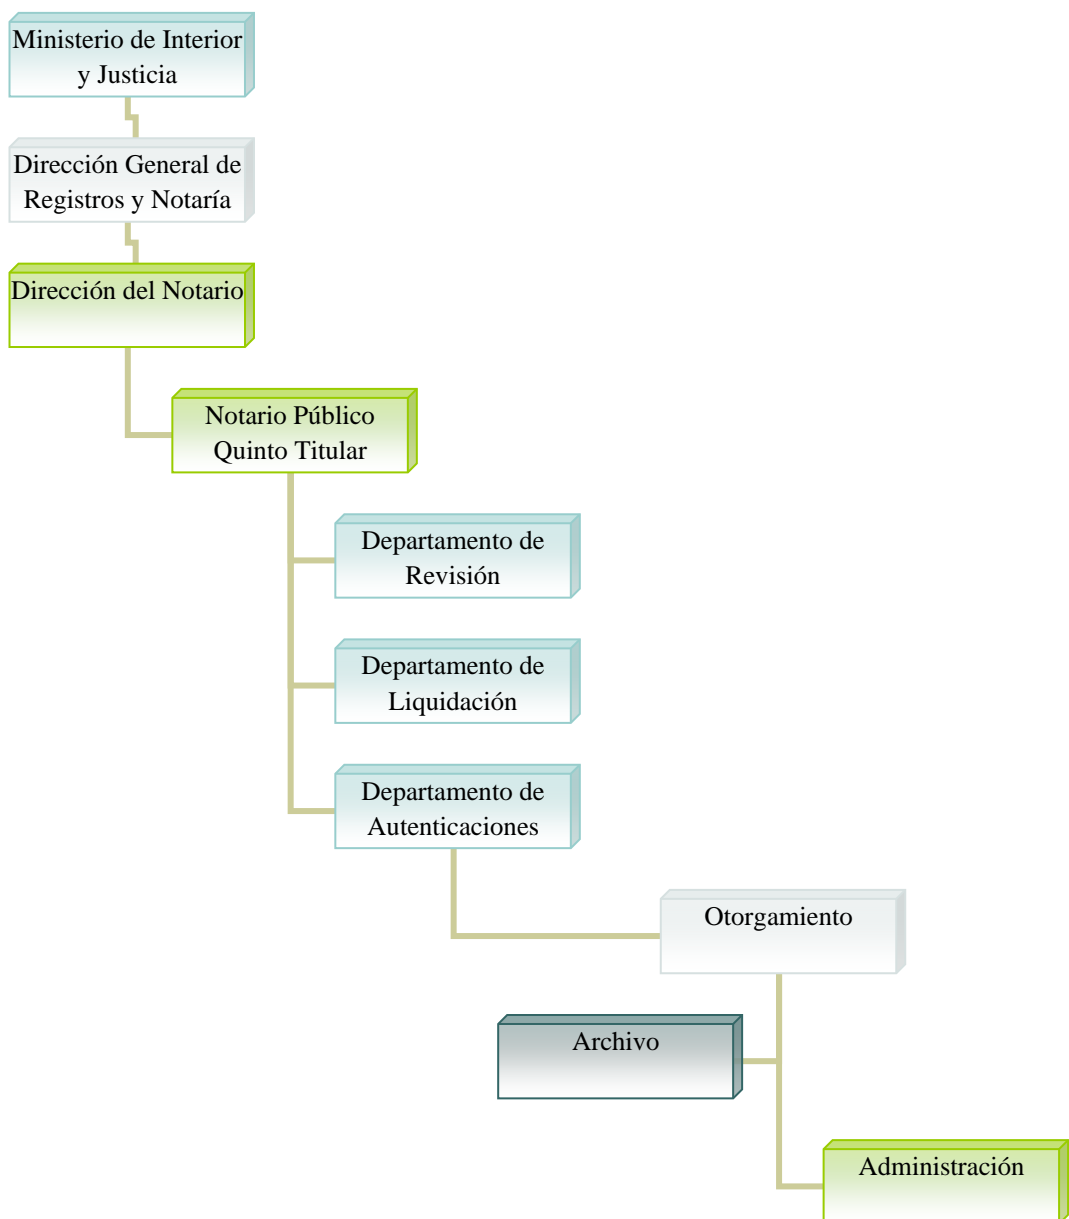 Ministerio de Interior
y Justicia
Dirección General de
Registros y Notaría
Dirección del Notario
Notario Público
Quinto Titular
Departamento de
Revisión
Departamento de
Liquidación
Departamento de
Autenticaciones
Otorgamiento
Archivo
Administración